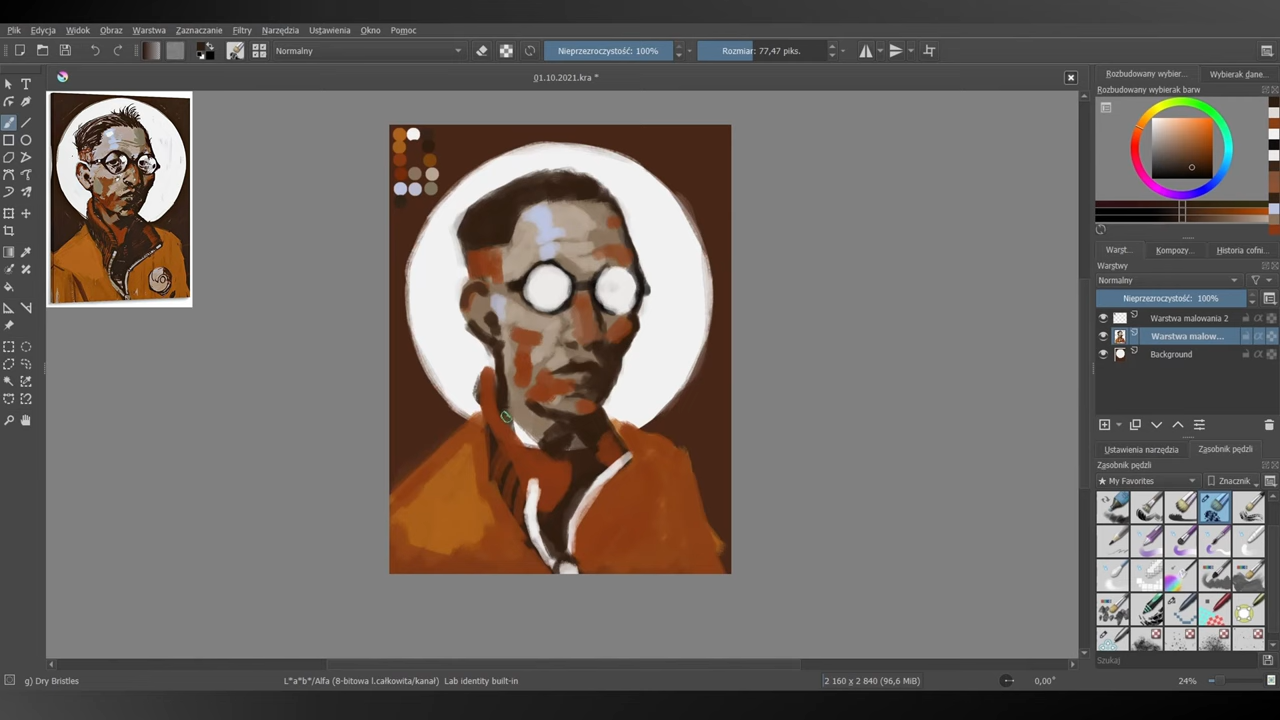 Plik Edycja Widok Obraz Warstwa Zaznaczanie Filtry Narzędzia Ustawienia Okno Pomoc
Normalny Nieprzezroczystość: 100% Rozmiar: 77,47 piks.
01.10.2021.kra *
Rozbudowany wybier... Wybierak dane...
Rozbudowany wybierak barw
Warst... Kompozy... Historia cofni...
Warstwy
Normalny
Nieprzezroczystość: 100%
Warstwa malowania 2
Warstwa malow...
Background
Ustawienia narzędzia Zasobnik pędzli
Zasobnik pędzli
My Favorites Znacznik
Szukaj
g) Dry Bristles L*a*b*/Alfa (8-bitowa l.całkowita/kanał) Lab identity built-in 2 160 x 2 840 (96,6 MiB) 0,00° 24%